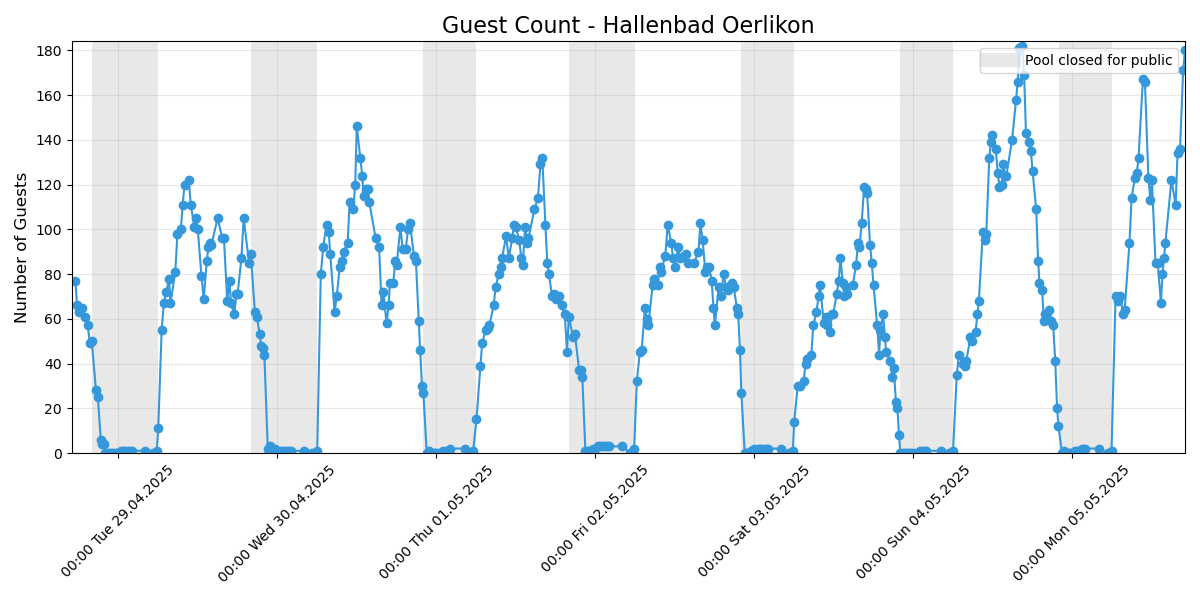 Guest Count - Hallenbad Oerlikon
Pool closed for public
Number of Guests
180
160
140
120
100
80
60
40
20
0
00:00 Tue 29.04.2025
00:00 Wed 30.04.2025
00:00 Thu 01.05.2025
00:00 Fri 02.05.2025
00:00 Sat 03.05.2025
00:00 Sun 04.05.2025
00:00 Mon 05.05.2025